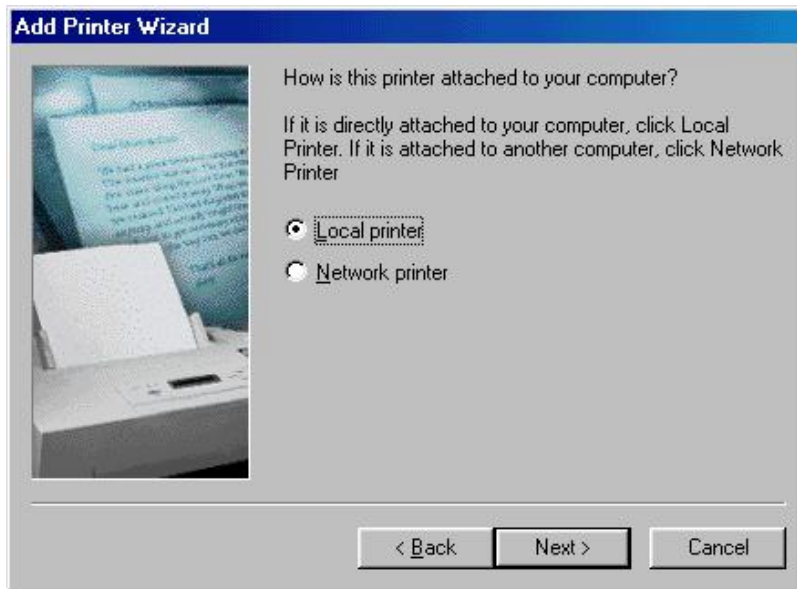 Add Printer Wizard
How is this printer attached to your computer?
If it is directly attached to your computer, click Local
Printer. If it is attached to another computer, click Network
Printer
Local printer
Network printer
< Back
Next >
Cancel